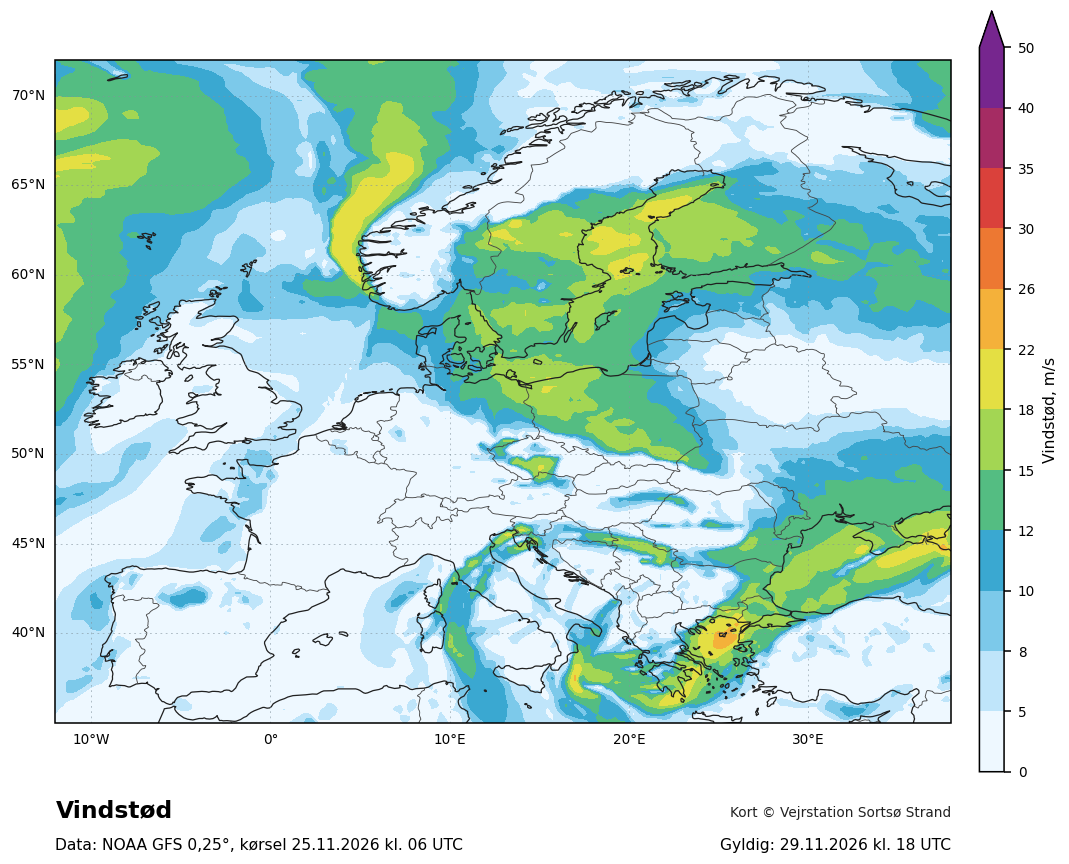 50
40
35
30
26
22
18
15
12
10
8
5
0
Vindstød, m/s
70°N
65°N
60°N
55°N
50°N
45°N
40°N
10°W
0°
10°E
20°E
30°E
Vindstød
Kort © Vejrstation Sortsø Strand
Data: NOAA GFS 0,25°, kørsel 25.11.2026 kl. 06 UTC
Gyldig: 29.11.2026 kl. 18 UTC